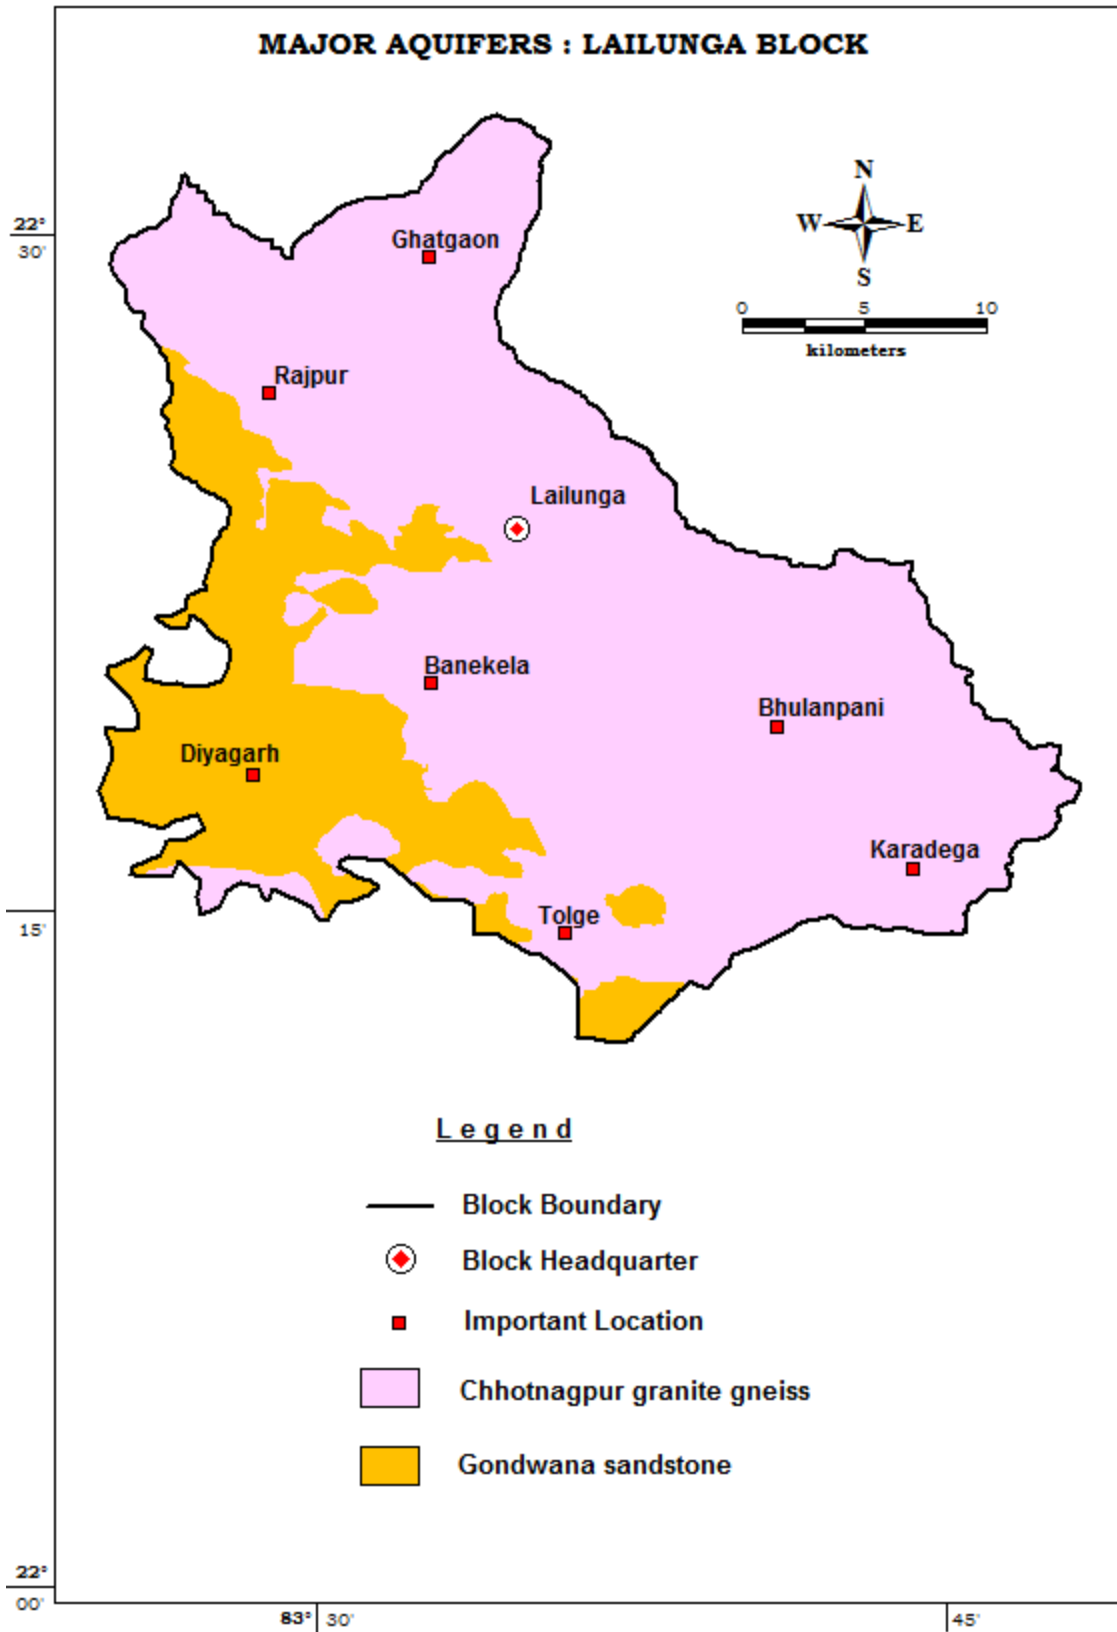 MAJOR AQUIFERS : LAILUNGA BLOCK
N
W E
S
22°
30'
Ghatgaon
0 5 10
kilometers
Rajpur
Lailunga
Banekela
Bhulanpani
Diyagarh
Karadega
Tolge
15'
Legend
Block Boundary
Block Headquarter
Important Location
Chhotnagpur granite gneiss
Gondwana sandstone
22°
00'
83° 30' 45'